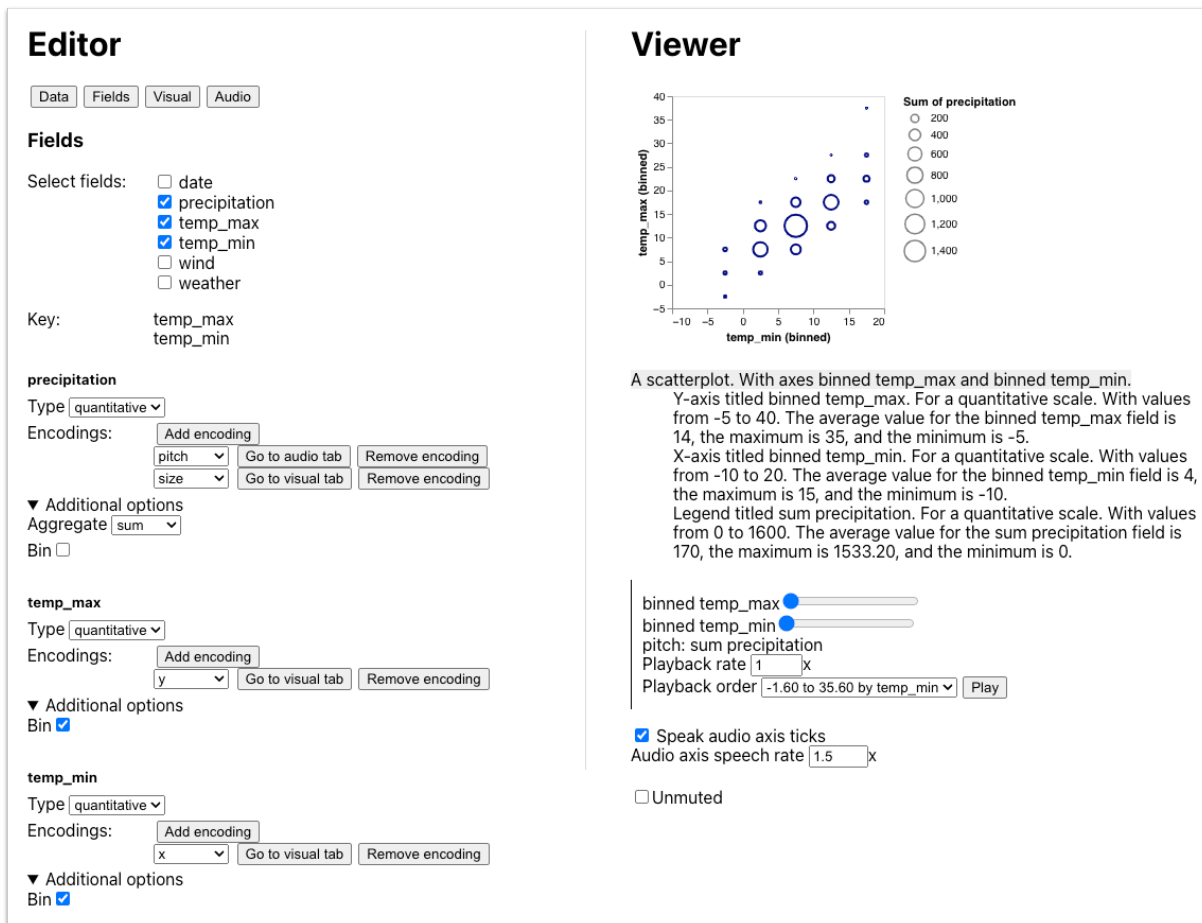 Editor
Data Fields Visual Audio
Fields
Select fields: date
precipitation
temp_max
temp_min
wind
weather
Key: temp_max
temp_min
precipitation
Type quantitative
Encodings: Add encoding
pitch Go to audio tab Remove encoding
size Go to visual tab Remove encoding
▼ Additional options
Aggregate sum
Bin
temp_max
Type quantitative
Encodings: Add encoding
y Go to visual tab Remove encoding
▼ Additional options
Bin
temp_min
Type quantitative
Encodings: Add encoding
x Go to visual tab Remove encoding
▼ Additional options
Bin
Viewer
temp_max (binned)
40
35
30
25
20
15
10
5
0
−5
−10 −5 0 5 10 15 20
temp_min (binned)
Sum of precipitation
200
400
600
800
1,000
1,200
1,400
A scatterplot. With axes binned temp_max and binned temp_min.
Y-axis titled binned temp_max. For a quantitative scale. With values
from -5 to 40. The average value for the binned temp_max field is
14, the maximum is 35, and the minimum is -5.
X-axis titled binned temp_min. For a quantitative scale. With values
from -10 to 20. The average value for the binned temp_min field is 4,
the maximum is 15, and the minimum is -10.
Legend titled sum precipitation. For a quantitative scale. With values
from 0 to 1600. The average value for the sum precipitation field is
170, the maximum is 1533.20, and the minimum is 0.
binned temp_max
binned temp_min
pitch: sum precipitation
Playback rate 1 x
Playback order -1.60 to 35.60 by temp_min Play
Speak audio axis ticks
Audio axis speech rate 1.5 x
Unmuted